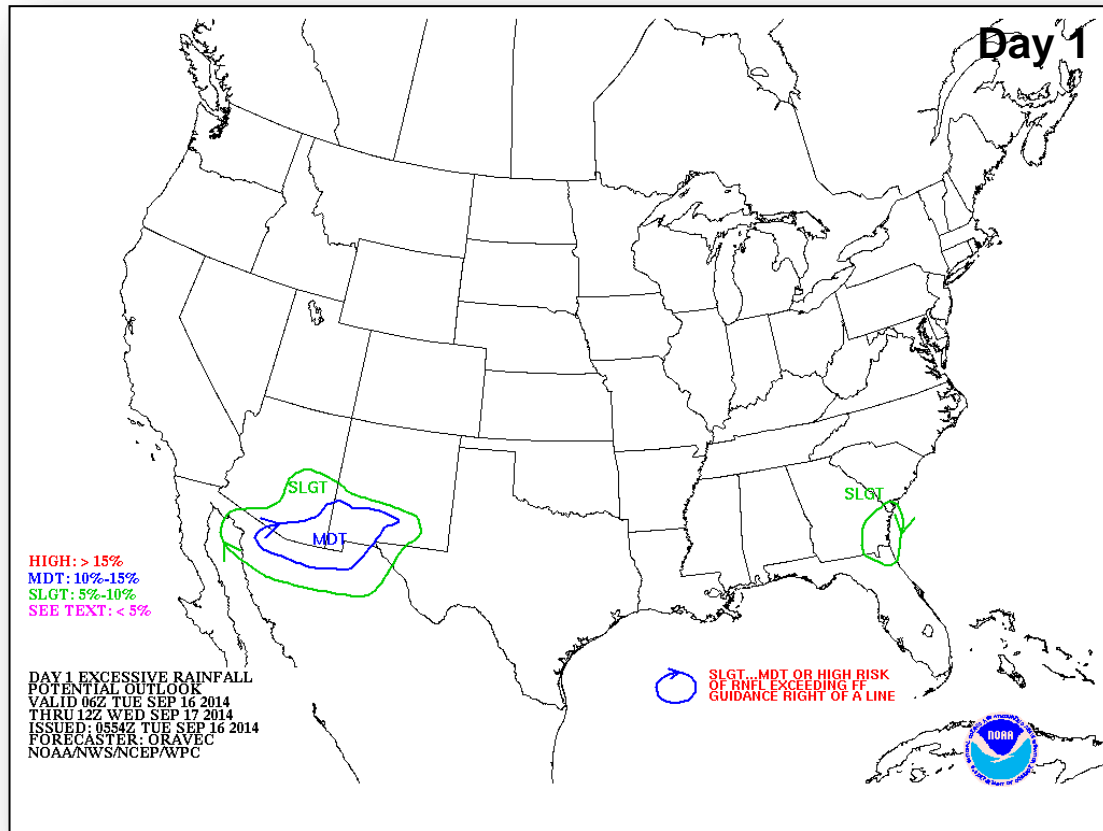 Day 1
SLGT
SLGT
MDT
HIGH: > 15%
MDT: 10%-15%
SLGT: 5%-10%
SEE TEXT: < 5%
DAY 1 EXCESSIVE RAINFALL
POTENTIAL OUTLOOK
VALID 06Z TUE SEP 16 2014
THRU 12Z WED SEP 17 2014
ISSUED: 0554Z TUE SEP 16 2014
FORECASTER: ORAVEC
NOAA/NWS/NCEP/WPC
SLGT...MDT OR HIGH RISK
OF RNFL EXCEEDING FF
GUIDANCE RIGHT OF A LINE
NOAA